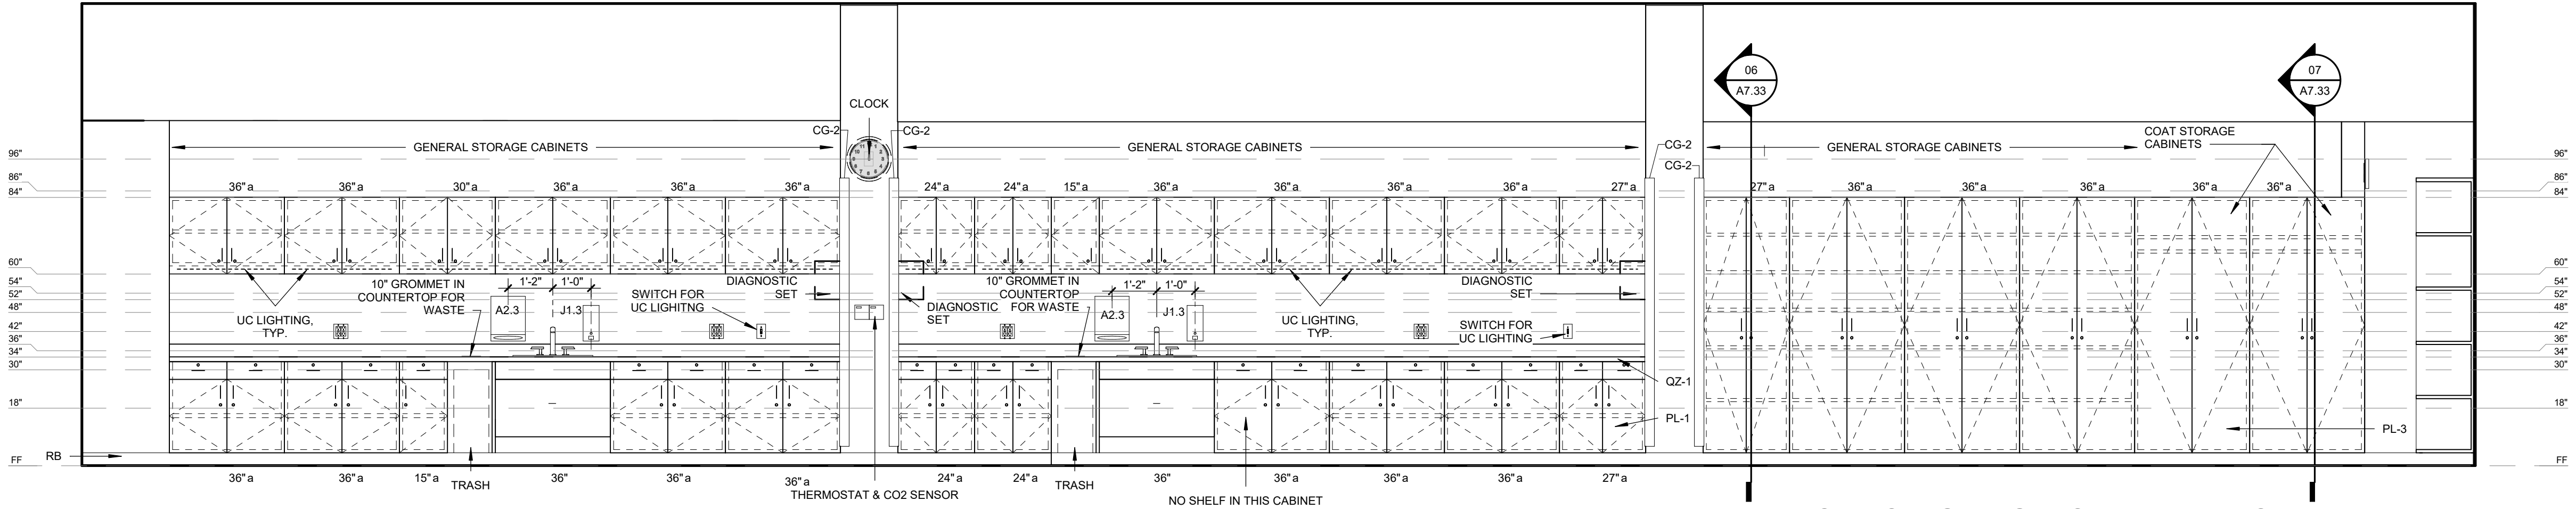 06
A7.33
07
A7.33
CLOCK
CG-2
CG-2
GENERAL STORAGE CABINETS
GENERAL STORAGE CABINETS
CG-2
CG-2
GENERAL STORAGE CABINETS
COAT STORAGE
CABINETS
96"
86"
84"
60"
54"
52"
48"
42"
36"
34"
30"
18"
FF
36" a
36" a
30" a
36" a
36" a
36" a
24" a
24" a
15" a
36" a
36" a
36" a
36" a
27" a
27" a
36" a
36" a
36" a
36" a
36" a
UC LIGHTING,
TYP.
10" GROMMET IN
COUNTERTOP FOR
WASTE
1'-2"
1'-0"
A2.3
J1.3
SWITCH FOR
UC LIGHITNG
DIAGNOSTIC
SET
DIAGNOSTIC
SET
10" GROMMET IN
COUNTERTOP
FOR WASTE
1'-2"
1'-0"
A2.3
J1.3
UC LIGHTING,
TYP.
SWITCH FOR
UC LIGHTING
DIAGNOSTIC
SET
QZ-1
PL-1
PL-3
RB
36" a
36" a
15" a
TRASH
36"
36" a
36" a
THERMOSTAT & CO2 SENSOR
24" a
24" a
TRASH
36"
36" a
36" a
36" a
27" a
NO SHELF IN THIS CABINET
96"
86"
84"
60"
54"
52"
48"
42"
36"
34"
30"
18"
FF